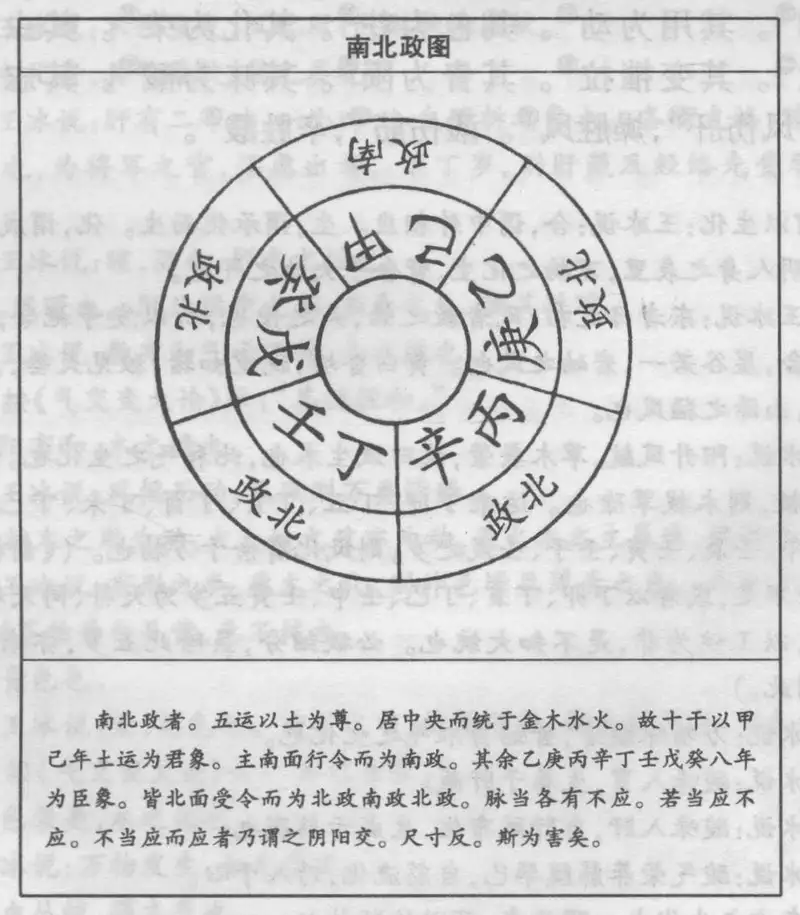 南北政图
南政
甲己
北政
乙庚
北政
丙辛
北政
丁壬
北政
戊癸
南北政者。五运以土为尊。居中央而统于金木水火。故十干以甲
己年土运为君象。主南面行令而为南政。其余乙庚丙辛丁壬戊癸八年
为臣象。皆北面受令而为北政南政北政。脉当各有不应。若当应不
应。不当应而应者乃谓之阴阳交。尺寸反。斯为害矣。